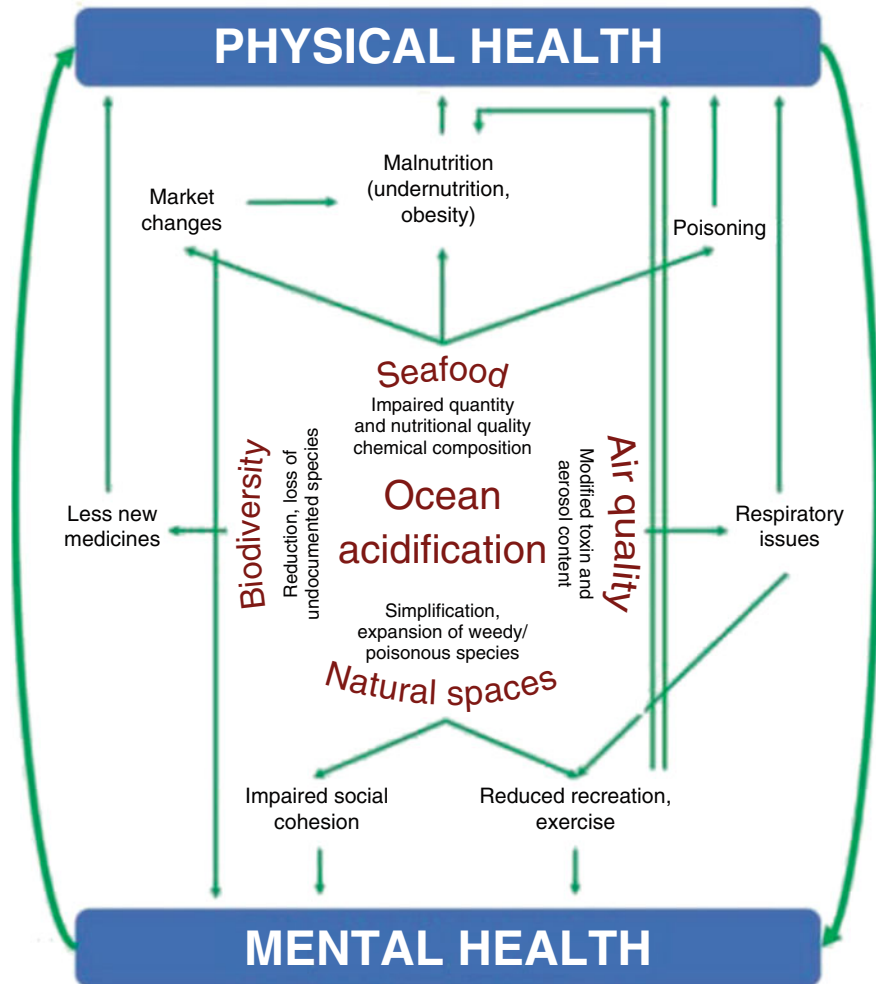 PHYSICAL HEALTH
Malnutrition
(undernutrition,
obesity)
Market
changes
Poisoning
Seafood
Impaired quantity
and nutritional quality
chemical composition
Biodiversity
Reduction, loss of
undocumented species
Ocean
acidification
Modified toxin and
aerosol content
Air quality
Less new
medicines
Respiratory
issues
Simplification,
expansion of weedy/
poisonous species
Natural spaces
Impaired social
cohesion
Reduced recreation,
exercise
MENTAL HEALTH